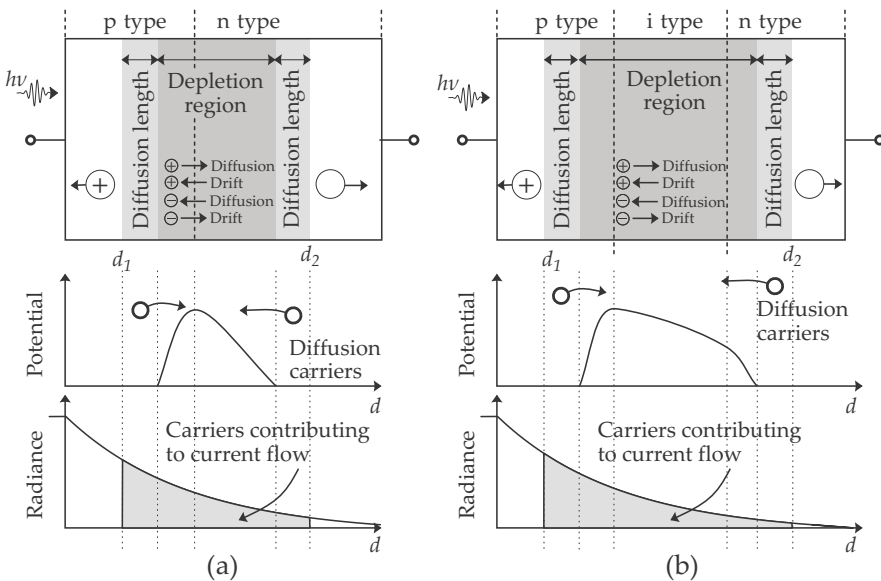 p type n type
hν
Diffusion length
Depletion
region
Diffusion length
+
+ Diffusion
+ Drift
− Diffusion
− Drift
d1 d2
Potential
Diffusion
carriers
d
Radiance
Carriers contributing
to current flow
d
(a)
p type i type n type
hν
Diffusion length
Depletion
region
Diffusion length
+
+ Diffusion
+ Drift
− Diffusion
− Drift
d1 d2
Potential
Diffusion
carriers
d
Radiance
Carriers contributing
to current flow
d
(b)